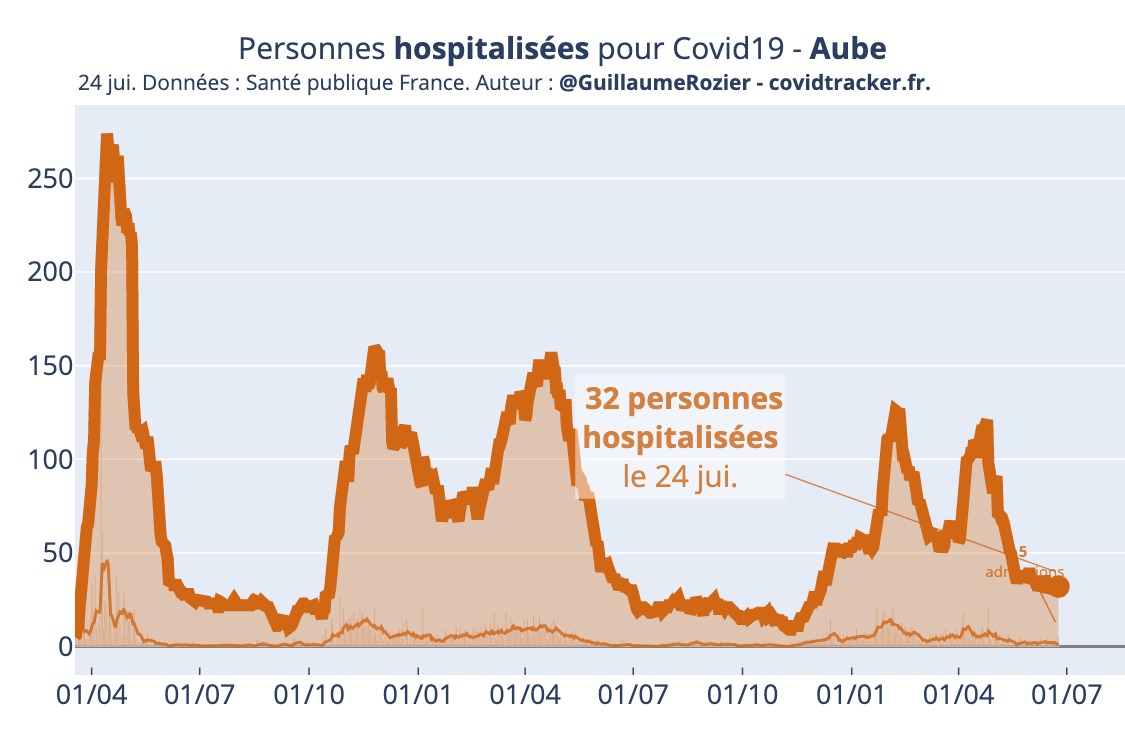 Personnes hospitalisées pour Covid19 - Aube
24 jui. Données : Santé publique France. Auteur : @GuillaumeRozier - covidtracker.fr.
250
200
150
100
50
0
32 personnes
hospitalisées
le 24 jui.
5
admissions
01/04 01/07 01/10 01/01 01/04 01/07 01/10 01/01 01/04 01/07